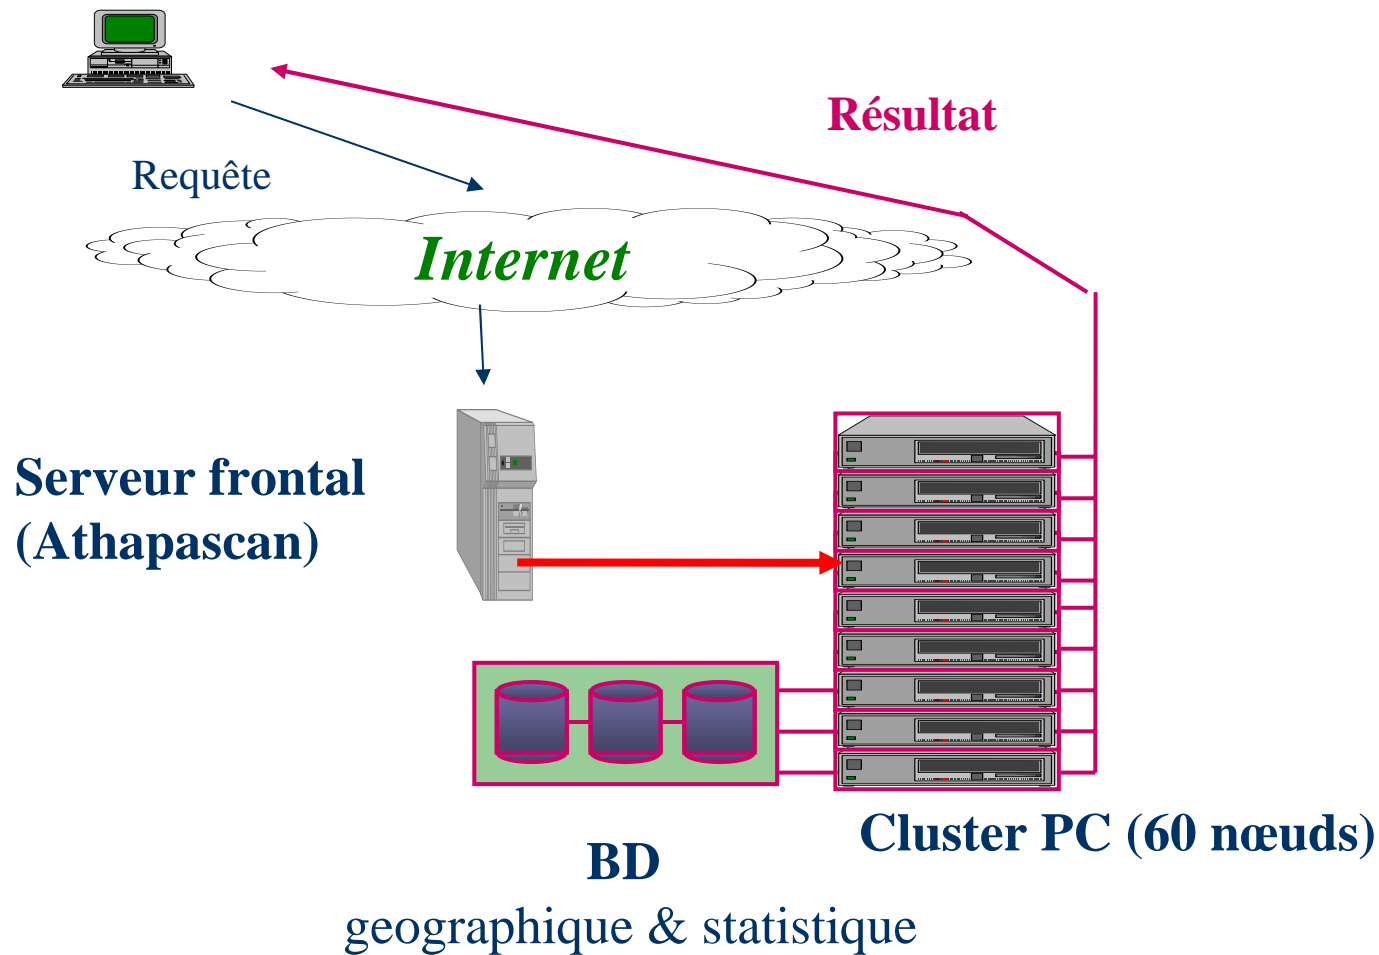 Résultat
Requête
Internet
Serveur frontal
(Athapascan)
Cluster PC (60 nœuds)
BD
geographique & statistique